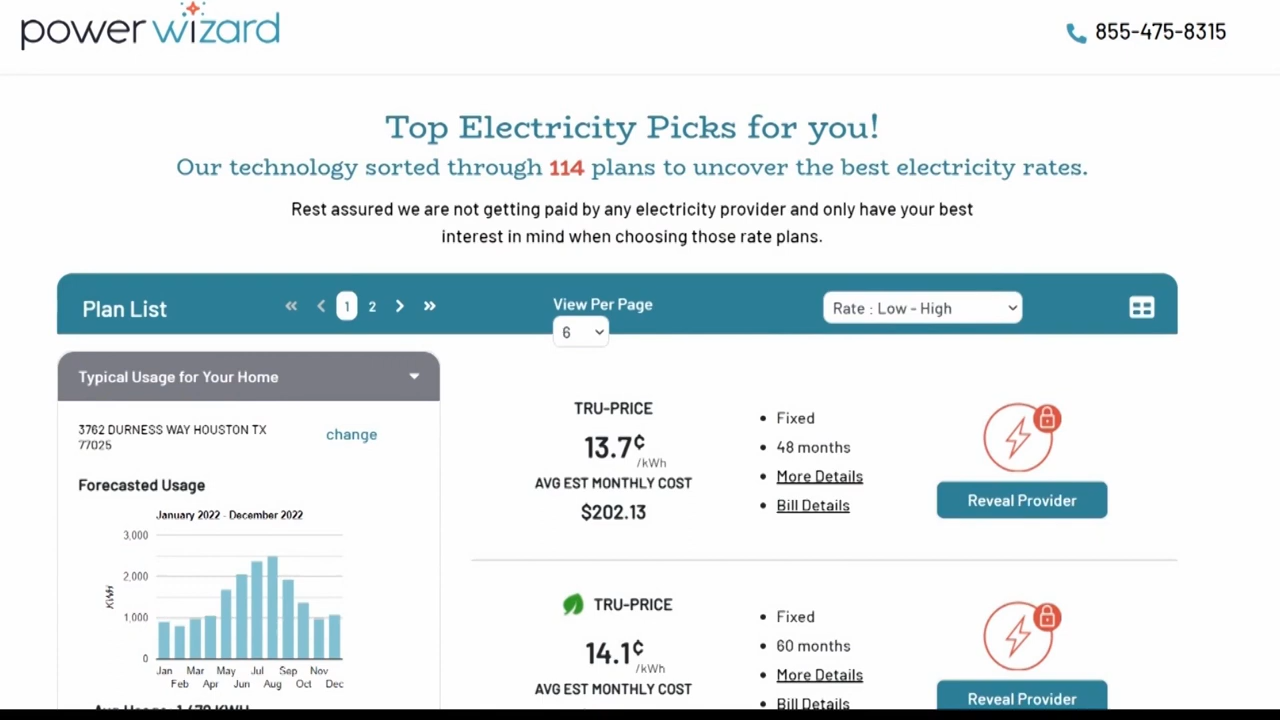 power wizard
855-475-8315
Top Electricity Picks for you!
Our technology sorted through 114 plans to uncover the best electricity rates.
Rest assured we are not getting paid by any electricity provider and only have your best
interest in mind when choosing those rate plans.
Plan List
« ‹ 1 2 › »
View Per Page
6
Rate : Low - High
Typical Usage for Your Home
3762 DURNESS WAY HOUSTON TX
77025
change
Forecasted Usage
January 2022 - December 2022
3,000
2,000
1,000
0
KWH
Jan Mar May Jul Sep Nov
Feb Apr Jun Aug Oct Dec
TRU-PRICE
13.7¢
/kWh
AVG EST MONTHLY COST
$202.13
• Fixed
• 48 months
• More Details
• Bill Details
Reveal Provider
TRU-PRICE
14.1¢
/kWh
AVG EST MONTHLY COST
• Fixed
• 60 months
• More Details
• Bill Details
Reveal Provider